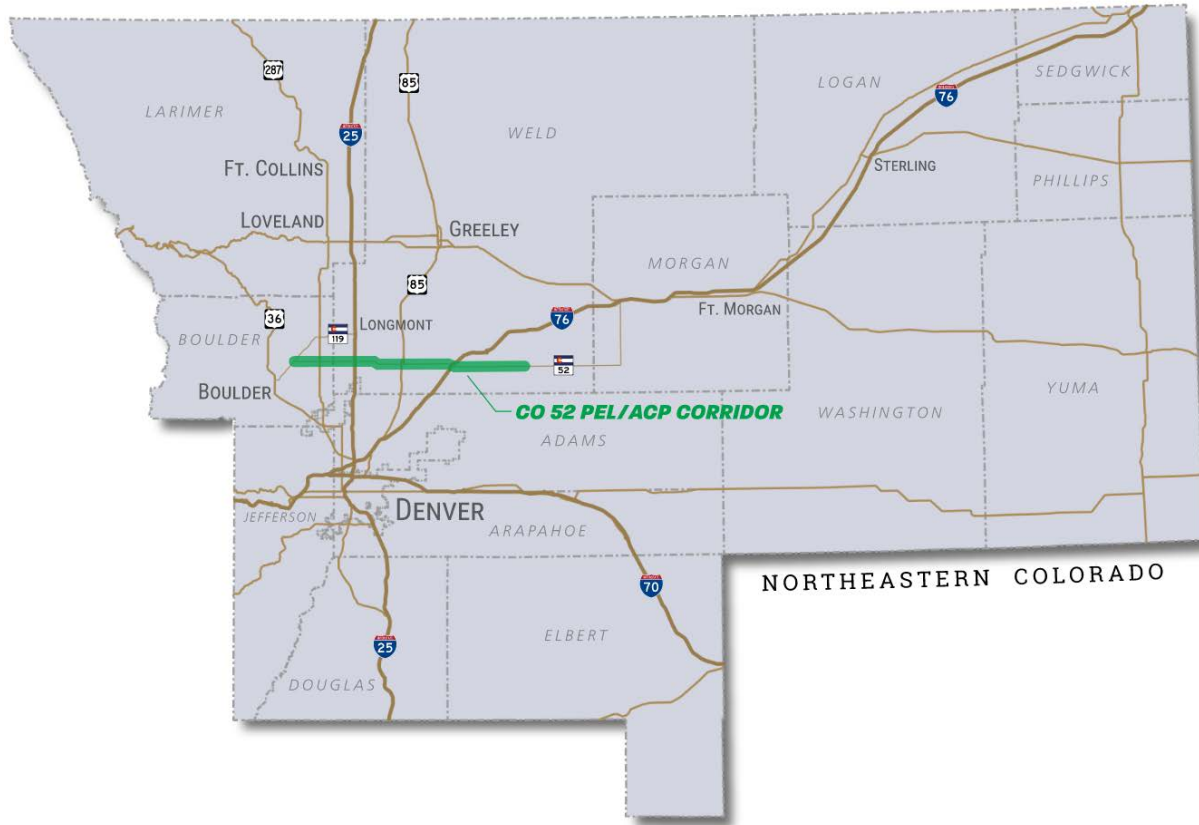 287
85
LOGAN
SEDGWICK
76
LARIMER
25
WELD
FT. COLLINS
STERLING
PHILLIPS
LOVELAND
GREELEY
MORGAN
85
FT. MORGAN
36
76
LONGMONT
119
BOULDER
52
BOULDER
YUMA
CO 52 PEL/ACP CORRIDOR
WASHINGTON
ADAMS
DENVER
JEFFERSON
ARAPAHOE
NORTHEASTERN COLORADO
70
ELBERT
25
DOUGLAS